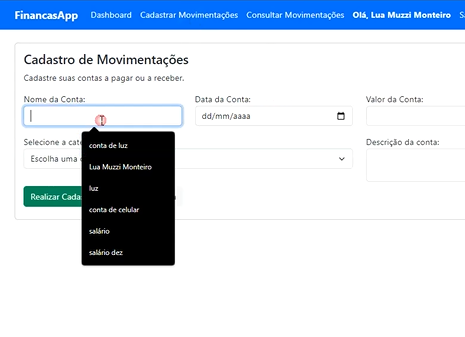 FinancasApp Dashboard Cadastrar Movimentações Consultar Movimentações Olá, Lua Muzzi Monteiro
Cadastro de Movimentações
Cadastre suas contas a pagar ou a receber.
Nome da Conta: Data da Conta: Valor da Conta:
dd/mm/aaaa
Selecione a cate Descrição da conta:
Escolha uma
Realizar Cadas
conta de luz
Lua Muzzi Monteiro
luz
conta de celular
salário
salário dez